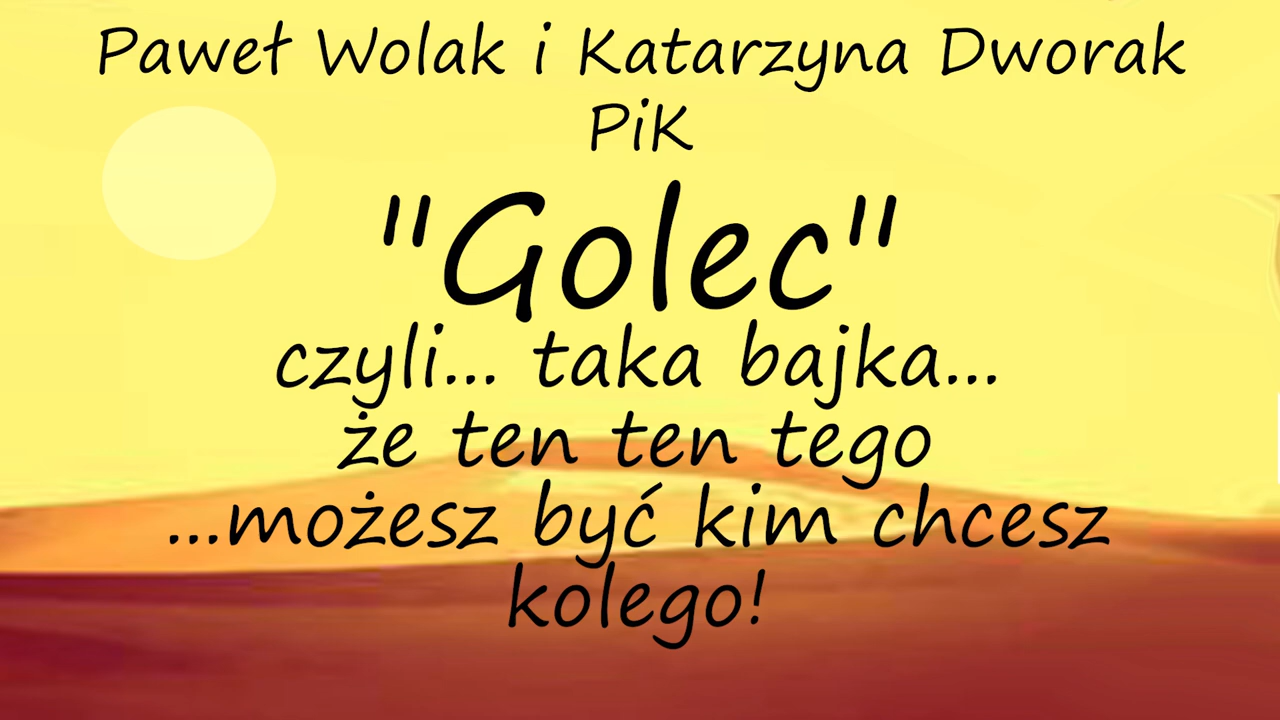 Paweł Wolak i Katarzyna Dworak
PiK
"Golec"
czyli... taka bajka...
że ten ten tego
...możesz być kim chcesz
kolego!